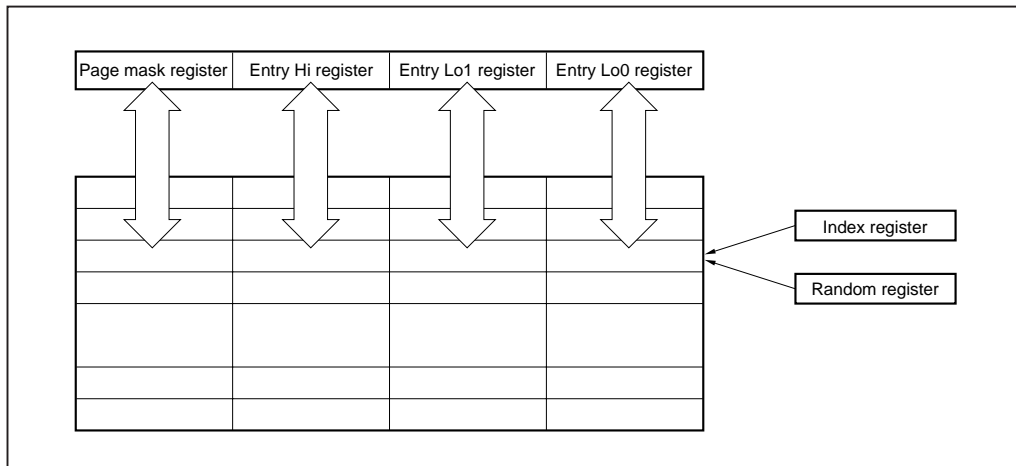 Page mask register Entry Hi register Entry Lo1 register Entry Lo0 register
Index register
Random register